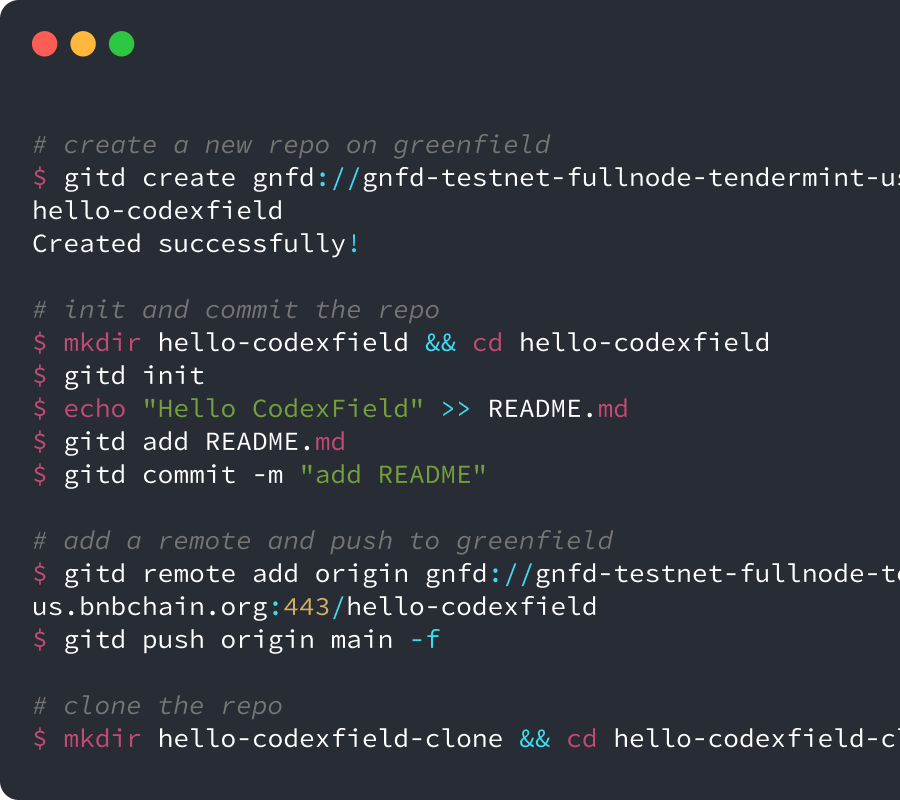 # create a new repo on greenfield
$ gitd create gnfd://gnfd-testnet-fullnode-tendermint-us
hello-codexfield
Created successfully!
# init and commit the repo
$ mkdir hello-codexfield && cd hello-codexfield
$ gitd init
$ echo "Hello CodexField" >> README.md
$ gitd add README.md
$ gitd commit -m "add README"
# add a remote and push to greenfield
$ gitd remote add origin gnfd://gnfd-testnet-fullnode-te
us.bnbchain.org:443/hello-codexfield
$ gitd push origin main -f
# clone the repo
$ mkdir hello-codexfield-clone && cd hello-codexfield-cl